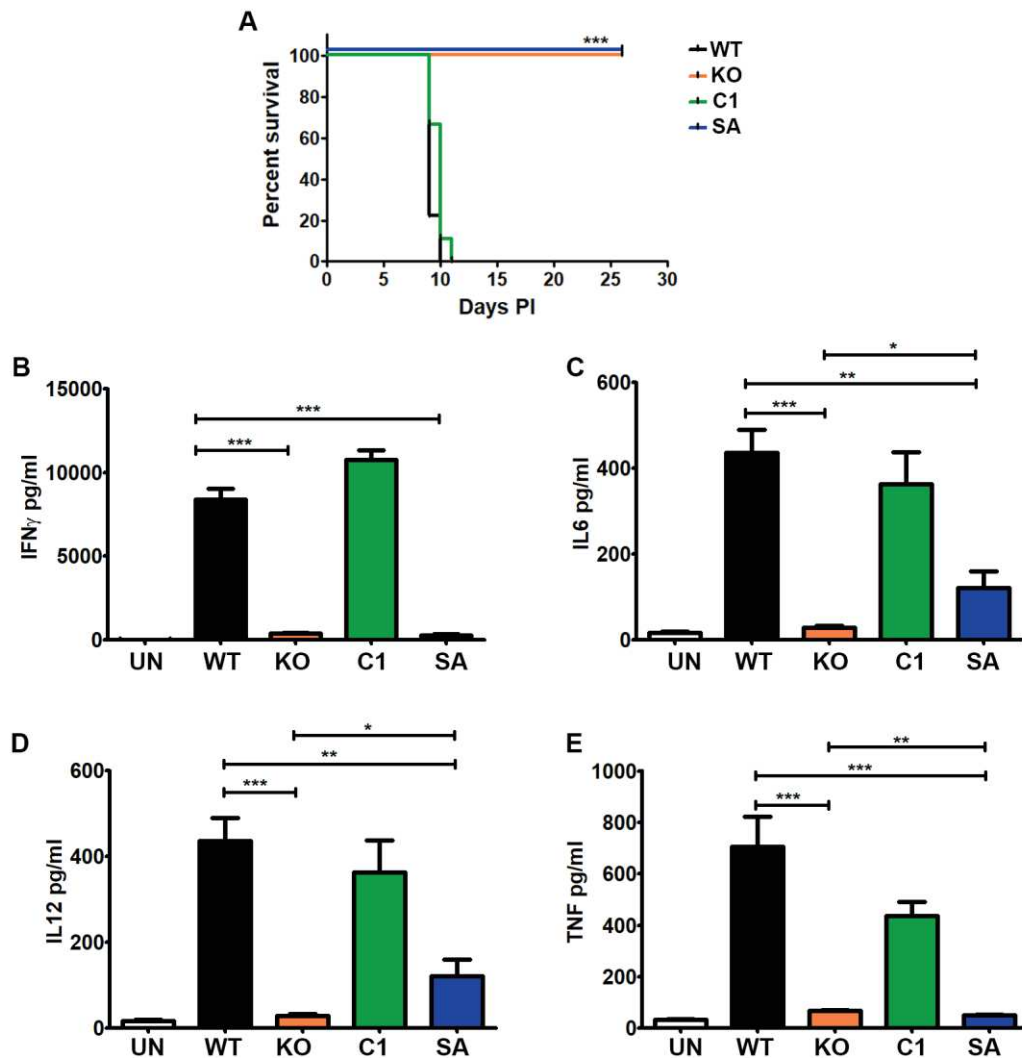 A
***
100
80
60
40
20
0
Percent survival
0 5 10 15 20 25 30
Days PI
WT
KO
C1
SA
B
15000
10000
5000
0
IFNγ pg/ml
***
***
UN WT KO C1 SA
C
600
400
200
0
IL6 pg/ml
*
**
***
UN WT KO C1 SA
D
600
400
200
0
IL12 pg/ml
*
**
***
UN WT KO C1 SA
E
1000
800
600
400
200
0
TNF pg/ml
**
***
***
UN WT KO C1 SA